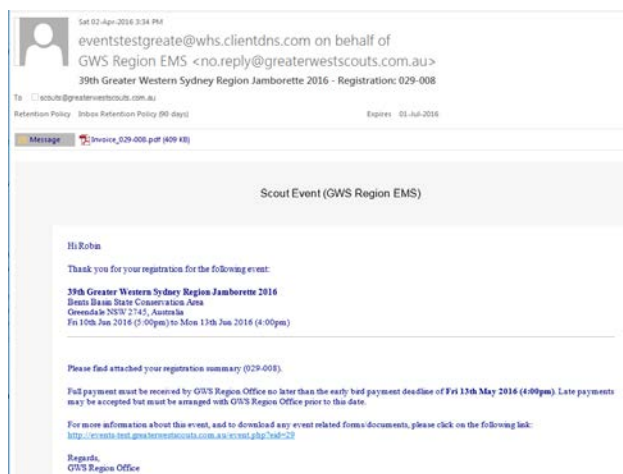 Sat 02-Apr-2016 3:34 PM
eventstestgreate@whs.clientdns.com on behalf of
GWS Region EMS <no.reply@greaterwestscouts.com.au>
39th Greater Western Sydney Region Jamborette 2016 - Registration: 029-008
To scouts@greaterwestscouts.com.au
Retention Policy Inbox Retention Policy (90 days) Expires 01-Jul-2016
Message Invoice_029-008.pdf (409 KB)
Scout Event (GWS Region EMS)
Hi Robin
Thank you for your registration for the following event:
39th Greater Western Sydney Region Jamborette 2016
Bents Basin State Conservation Area
Greendale NSW 2745, Australia
Fri 10th Jun 2016 (5:00pm) to Mon 13th Jun 2016 (4:00pm)
Please find attached your registration summary (029-008).
Full payment must be received by GWS Region Office no later than the early bird payment deadline of Fri 13th May 2016 (4:00pm). Late payments
may be accepted but must be arranged with GWS Region Office prior to this date.
For more information about this event, and to download any event related forms/documents, please click on the following link:
http://events-test.greaterwestscouts.com.au/event.php?eid=29
Regards,
GWS Region Office